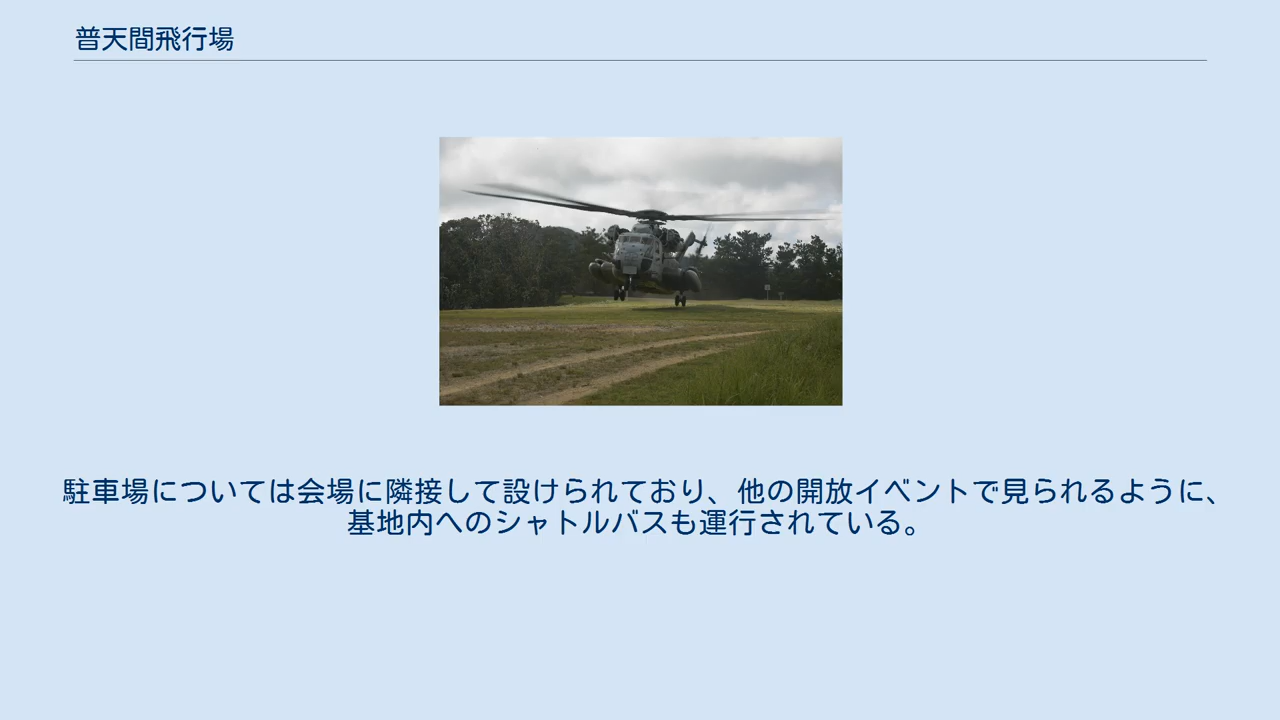 普天間飛行場
駐車場については会場に隣接して設けられており、他の開放イベントで見られるように、
基地内へのシャトルバスも運行されている。